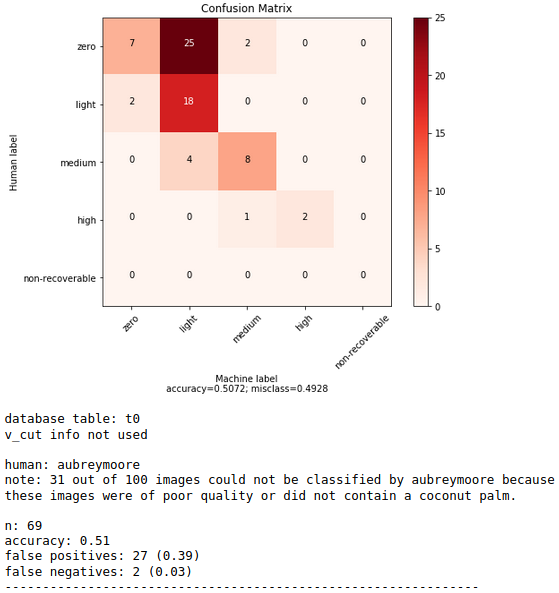 Confusion Matrix
zero 7 25 2 0 0
light 2 18 0 0 0
medium 0 4 8 0 0
high 0 0 1 2 0
non-recoverable 0 0 0 0 0
Human label
zero light medium high non-recoverable
Machine label
accuracy=0.5072; misclass=0.4928
25
20
15
10
5
0
database table: t0
v_cut info not used
human: aubreymoore
note: 31 out of 100 images could not be classified by aubreymoore because
these images were of poor quality or did not contain a coconut palm.
n: 69
accuracy: 0.51
false positives: 27 (0.39)
false negatives: 2 (0.03)
---------------------------------------------------------------